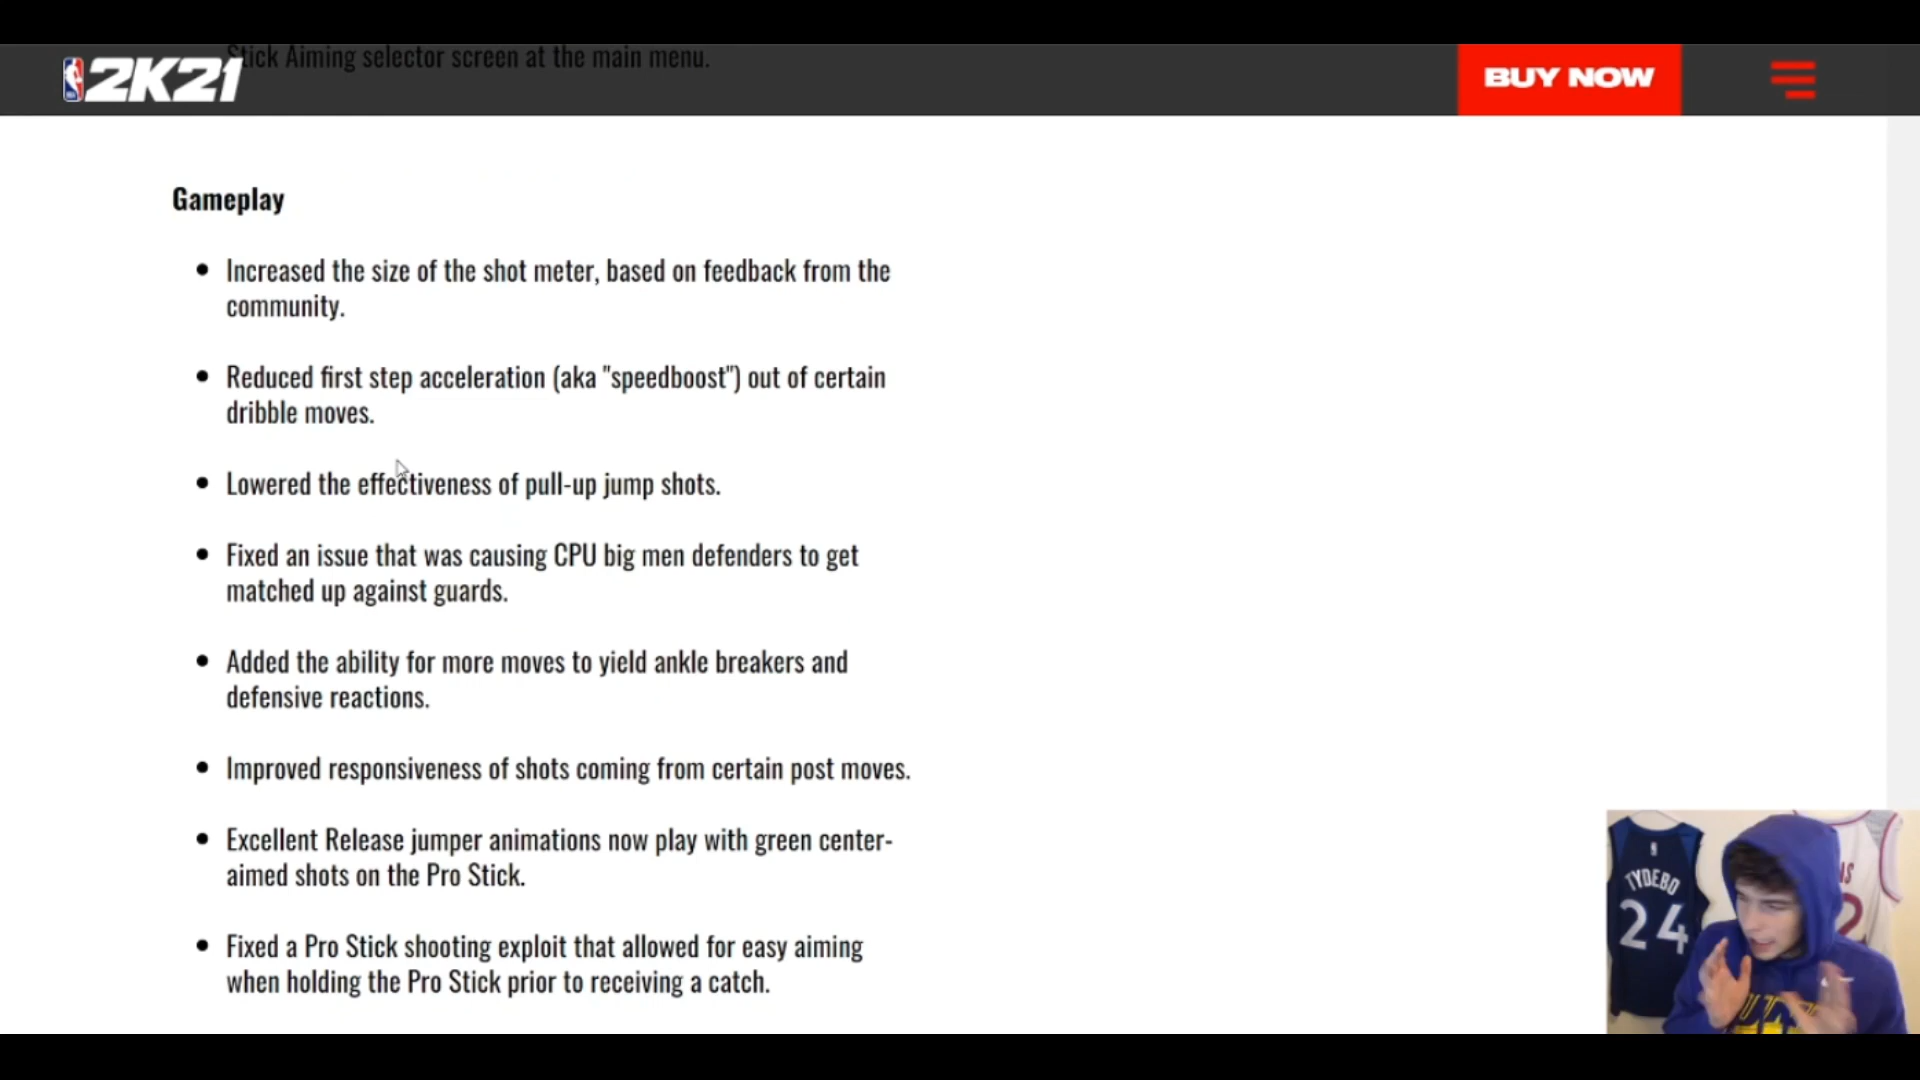 Stick Aiming selector screen at the main menu.
2K21
BUY NOW
Gameplay
• Increased the size of the shot meter, based on feedback from the
community.
• Reduced first step acceleration (aka "speedboost") out of certain
dribble moves.
• Lowered the effectiveness of pull-up jump shots.
• Fixed an issue that was causing CPU big men defenders to get
matched up against guards.
• Added the ability for more moves to yield ankle breakers and
defensive reactions.
• Improved responsiveness of shots coming from certain post moves.
• Excellent Release jumper animations now play with green center-
aimed shots on the Pro Stick.
• Fixed a Pro Stick shooting exploit that allowed for easy aiming
when holding the Pro Stick prior to receiving a catch.
TYDEBO
24
2